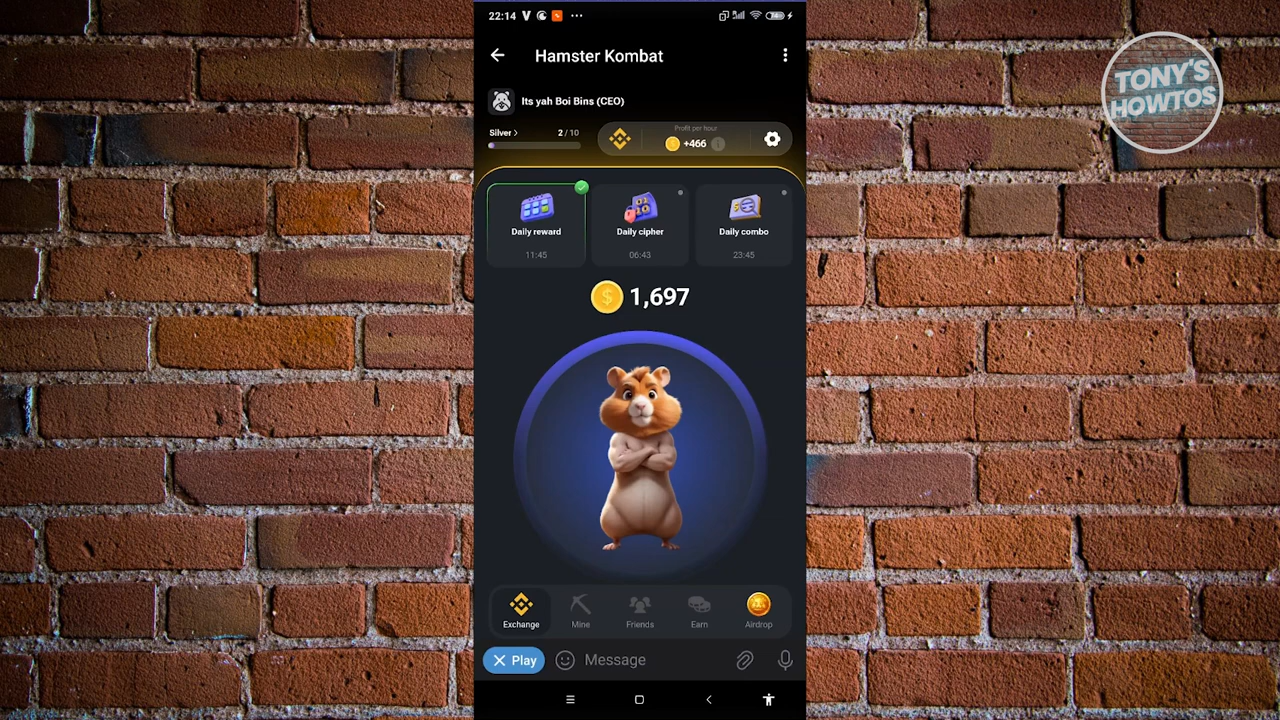 22:14
Hamster Kombat
TONY'S
HOWTOS
Its yah Boi Bins (CEO)
Silver > 2 / 10
Profit per hour
+466
Daily reward
11:45
Daily cipher
06:43
Daily combo
23:45
1,697
Exchange
Mine
Friends
Earn
Airdrop
Play
Message